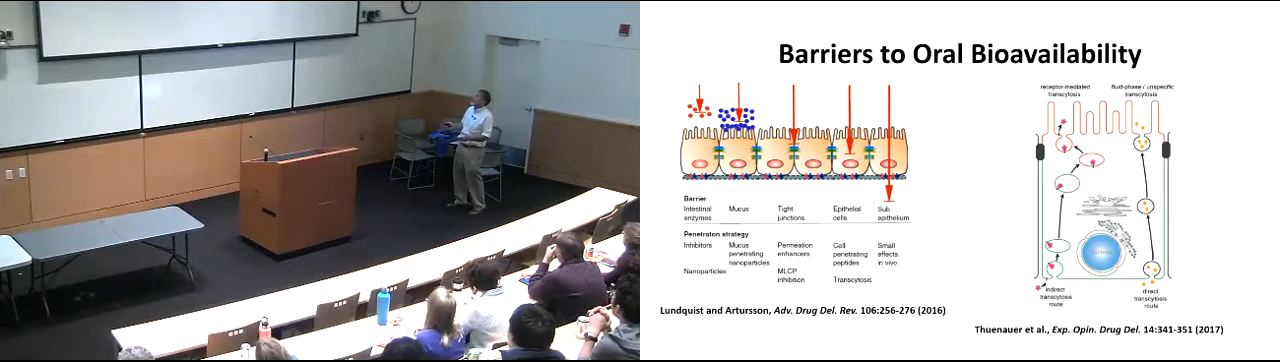 Barriers to Oral Bioavailability
Barrier
Intestinal enzymes
Mucus
Tight junctions
Epithelial cells
Sub epithelium
Penetraton strategy
Inhibitors
Mucus penetrating nanoparticles
Permeation enhancers
Cell penetrating peptides
Small effects in vivo
Nanoparticles
MLCP inhibition
Transcytosis
Lundquist and Artursson, Adv. Drug Del. Rev. 106:256-276 (2016)
receptor-mediated transcytosis
fluid-phase / unspecific transcytosis
nucleus
indirect transcytosis route
direct transcytosis route
Thuenauer et al., Exp. Opin. Drug Del. 14:341-351 (2017)